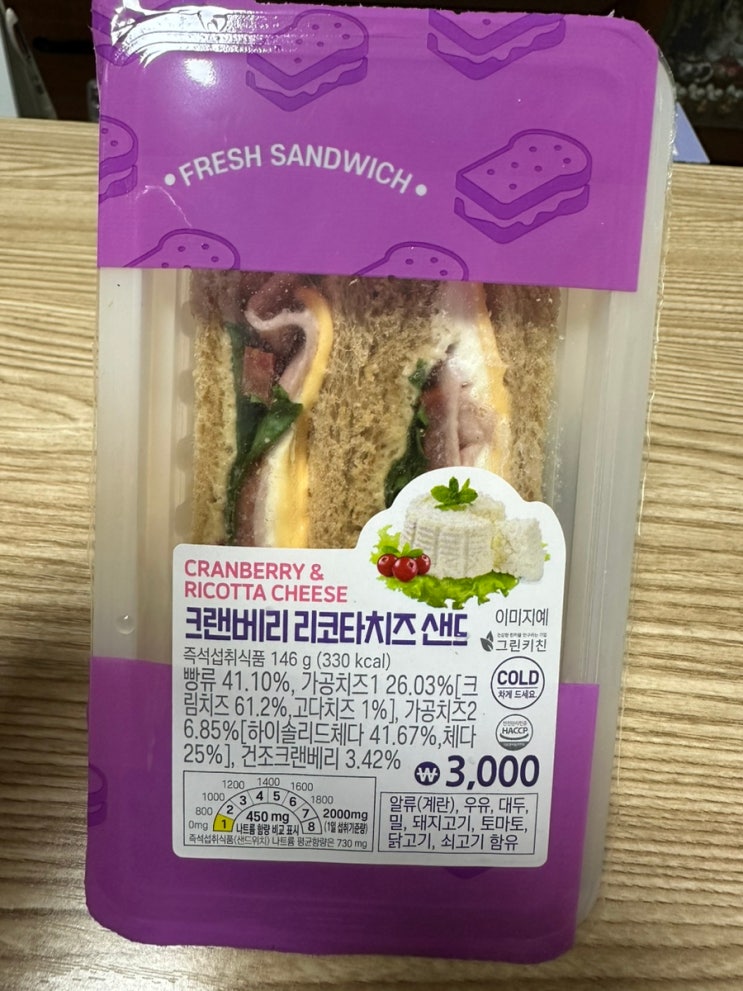 • FRESH SANDWICH •
CRANBERRY &
RICOTTA CHEESE
크랜베리 리코타치즈 샌드
이미지예
그린키친
즉석섭취식품 146 g (330 kcal)
빵류 41.10%, 가공치즈1 26.03%[크
림치즈 61.2%,고다치즈 1%], 가공치즈2
6.85%[하이솔리드체다 41.67%,체다
25%], 건조크랜베리 3.42%
COLD
차게 드세요
HACCP
₩3,000
0mg 800 1000 1200 1400 1600 1800 2000mg
1 2 3 4 5 6 7 8
450 mg
나트륨 함량 비교 표시
(1일 섭취기준량)
즉석섭취식품(샌드위치) 나트륨 평균함량은 730 mg
알류(계란), 우유, 대두,
밀, 돼지고기, 토마토,
닭고기, 쇠고기 함유